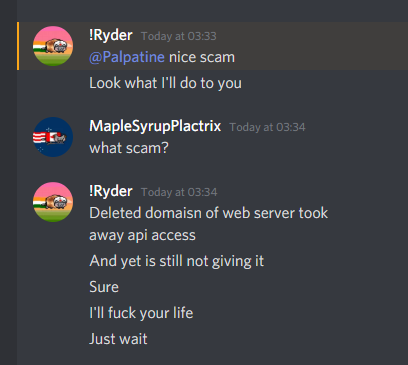 !Ryder Today at 03:33
@Palpatine nice scam
Look what I'll do to you
MapleSyrupPlactrix Today at 03:34
what scam?
!Ryder Today at 03:34
Deleted domaisn of web server took
away api access
And yet is still not giving it
Sure
I'll fuck your life
Just wait